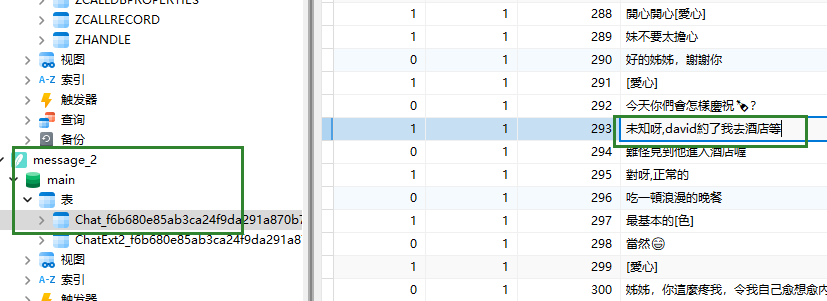 ZCALLDBPROPERTIES
ZCALLRECORD
ZHANDLE
视图
A-Z 索引
触发器
查询
备份
message_2
main
表
Chat_f6b680e85ab3ca24f9da291a870b7
ChatExt2_f6b680e85ab3ca24f9da291a87
视图
A-Z 索引
触发器
1 1 288 開心開心[愛心]
1 1 289 妹不要太擔心
0 1 290 好的姊姊，謝謝你
1 1 291 [愛心]
0 1 292 今天你們會怎樣慶祝🍾？
1 1 293 未知呀,david約了我去酒店等
0 1 294 難怪見到他進入酒店喔
1 1 295 對呀,正常的
0 1 296 吃一頓浪漫的晚餐
1 1 297 最基本的[色]
0 1 298 當然😄
1 1 299 [愛心]
0 1 300 姊姊，你這麼疼我，令我自己愈想愈内